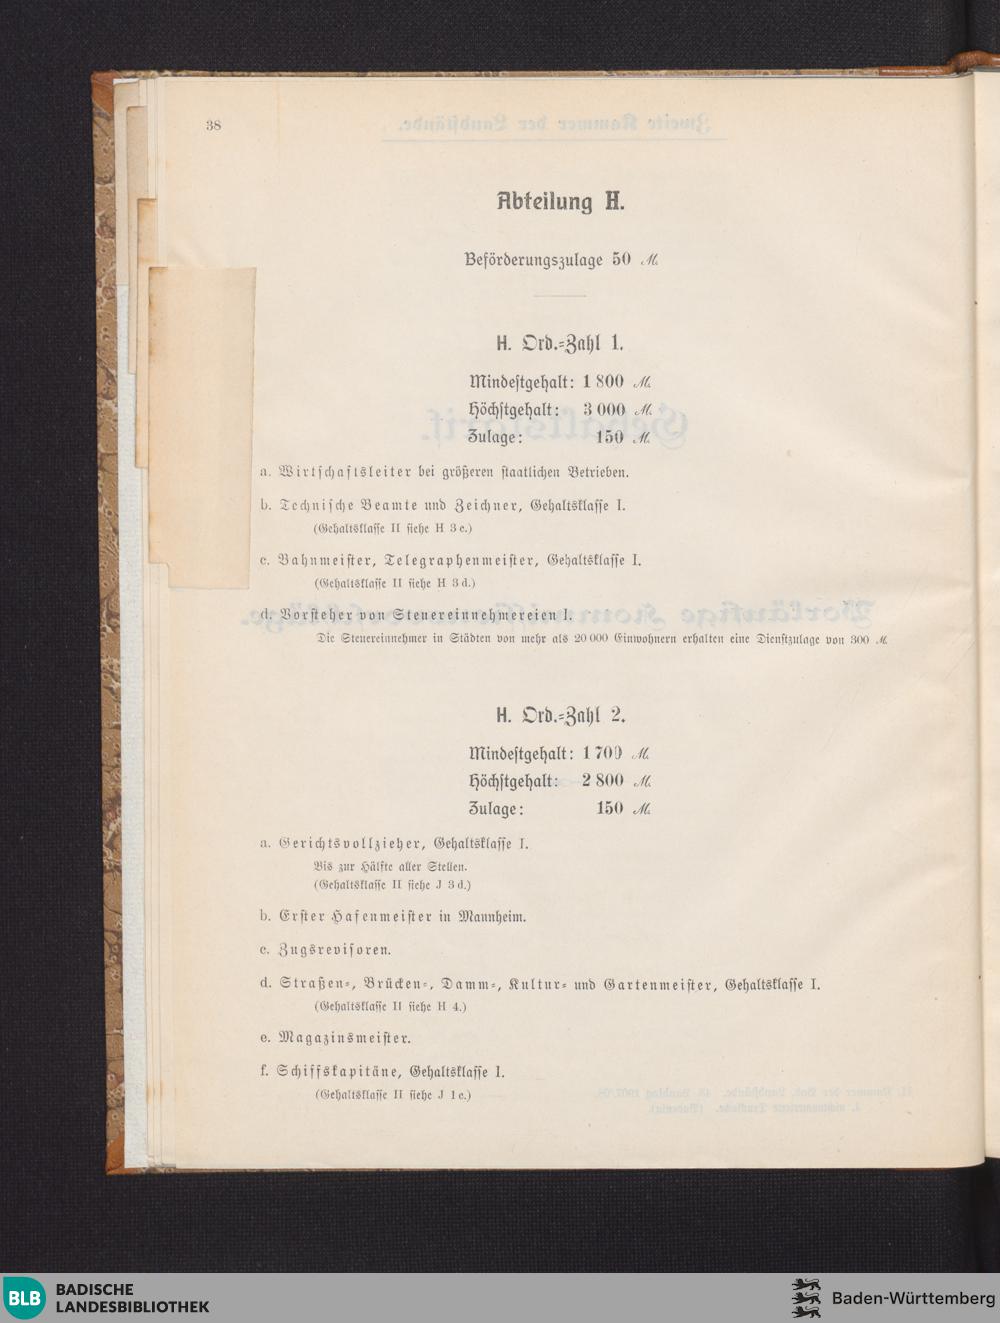 38
Zweite Kammer der Landstände.
Abteilung H.
Beförderungszulage 50 ℳ.
H. Ord.=Zahl 1.
Mindestgehalt: 1 800 ℳ.
Höchstgehalt: 3 000 ℳ.
Zulage: 150 ℳ.
a. Wirtschaftsleiter bei größeren staatlichen Betrieben.
b. Technische Beamte und Zeichner, Gehaltsklasse I.
(Gehaltsklasse II siehe H 3 c.)
c. Bahnmeister, Telegraphenmeister, Gehaltsklasse I.
(Gehaltsklasse II siehe H 3 d.)
d. Vorsteher von Steuereinnehmereien I.
Die Steuereinnehmer in Städten von mehr als 20 000 Einwohnern erhalten eine Dienstzulage von 300 ℳ.
H. Ord.=Zahl 2.
Mindestgehalt: 1 700 ℳ.
Höchstgehalt: 2 800 ℳ.
Zulage: 150 ℳ.
a. Gerichtsvollzieher, Gehaltsklasse I.
Bis zur Hälfte aller Stellen.
(Gehaltsklasse II siehe J 3 d.)
b. Erster Hafenmeister in Mannheim.
c. Zugsrevisoren.
d. Straßen=, Brücken=, Damm=, Kultur= und Gartenmeister, Gehaltsklasse I.
(Gehaltsklasse II siehe H 4.)
e. Magazinsmeister.
f. Schiffskapitäne, Gehaltsklasse I.
(Gehaltsklasse II siehe J 1 c.)
BLB BADISCHE
LANDESBIBLIOTHEK
Baden-Württemberg